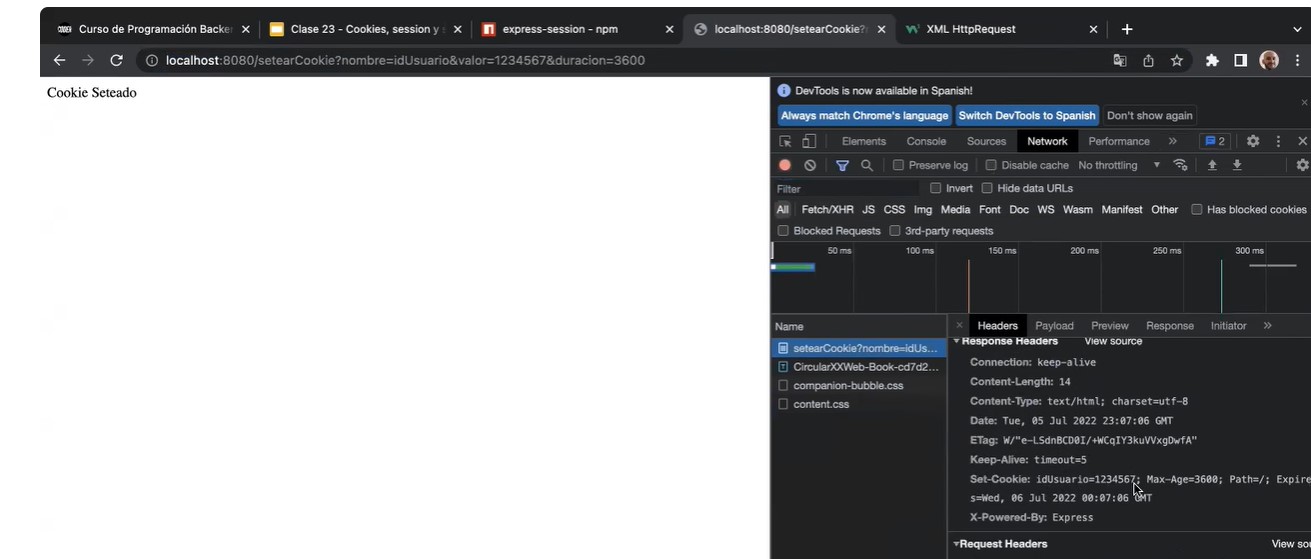 CODER Curso de Programación Backer
Clase 23 - Cookies, session y
express-session - npm
localhost:8080/setearCookie?
XML HttpRequest
localhost:8080/setearCookie?nombre=idUsuario&valor=1234567&duracion=3600
Cookie Seteado
DevTools is now available in Spanish!
Always match Chrome's language Switch DevTools to Spanish Don't show again
Elements Console Sources Network Performance » 2
Preserve log Disable cache No throttling
Filter Invert Hide data URLs
All Fetch/XHR JS CSS Img Media Font Doc WS Wasm Manifest Other Has blocked cookies
Blocked Requests 3rd-party requests
50 ms 100 ms 150 ms 200 ms 250 ms 300 ms
Name
setearCookie?nombre=idUs...
CircularXXWeb-Book-cd7d2...
companion-bubble.css
content.css
Headers Payload Preview Response Initiator »
Response Headers View source
Connection: keep-alive
Content-Length: 14
Content-Type: text/html; charset=utf-8
Date: Tue, 05 Jul 2022 23:07:06 GMT
ETag: W/"e-LSdnBCD0I/+WCqIY3kuVVxgDwfA"
Keep-Alive: timeout=5
Set-Cookie: idUsuario=1234567; Max-Age=3600; Path=/; Expire
s=Wed, 06 Jul 2022 00:07:06 GMT
X-Powered-By: Express
Request Headers View sou